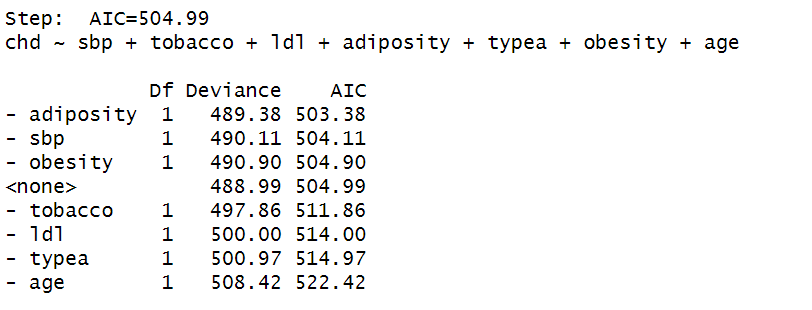 Step:  AIC=504.99
chd ~ sbp + tobacco + ldl + adiposity + typea + obesity + age
Df Deviance    AIC
- adiposity  1   489.38 503.38
- sbp        1   490.11 504.11
- obesity    1   490.90 504.90
<none>           488.99 504.99
- tobacco    1   497.86 511.86
- ldl        1   500.00 514.00
- typea      1   500.97 514.97
- age        1   508.42 522.42